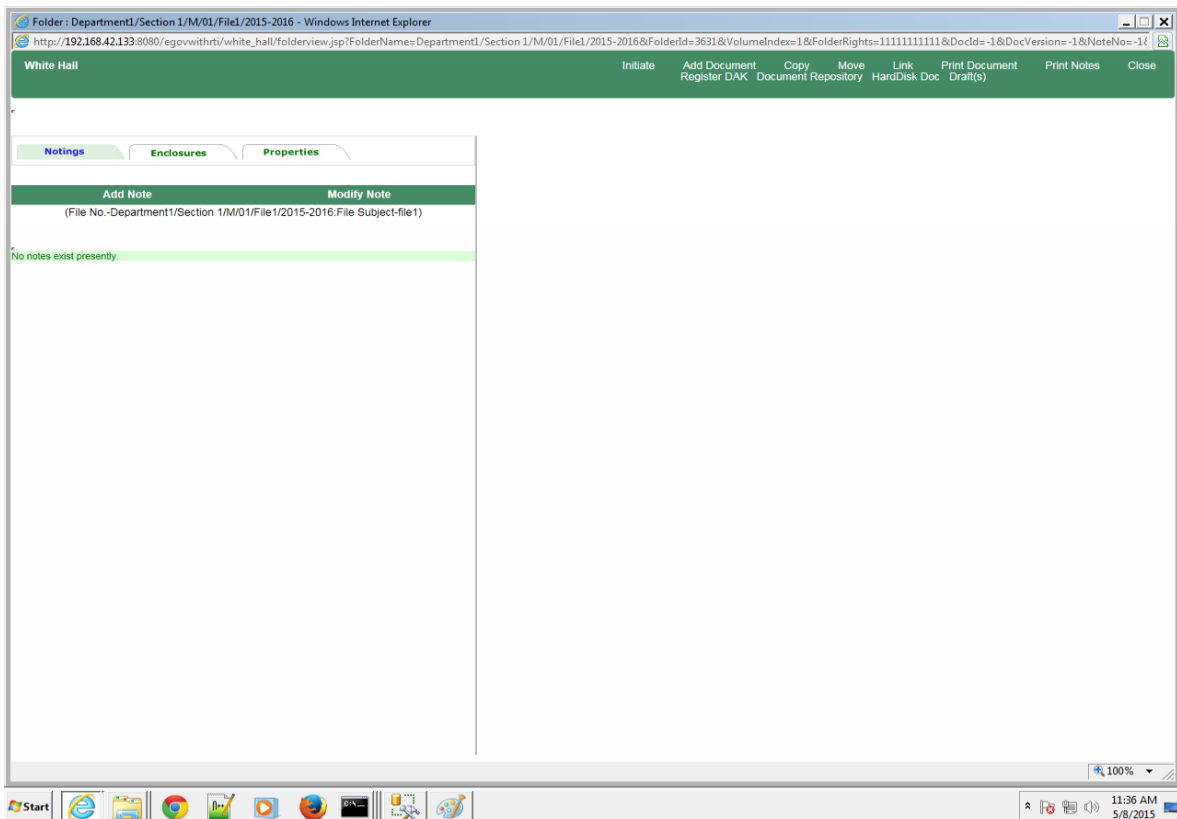 Folder : Department1/Section 1/M/01/File1/2015-2016 - Windows Internet Explorer
http://192.168.42.133:8080/egovwithrti/white_hall/folderview.jsp?FolderName=Department1/Section 1/M/01/File1/2015-2016&FolderId=3631&VolumeIndex=1&FolderRights=11111111111&DocId=-1&DocVersion=-1&NoteNo=-1&
White Hall Initiate Add Document Copy Move Link Print Document Print Notes Close
Register DAK Document Repository HardDisk Doc Draft(s)
Notings Enclosures Properties
Add Note Modify Note
(File No.-Department1/Section 1/M/01/File1/2015-2016:File Subject-file1)
No notes exist presently.
100%
Start
11:36 AM
5/8/2015